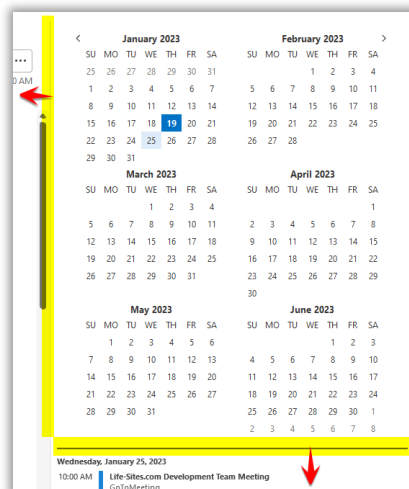 ...
0 AM
< January 2023 February 2023 >
SU MO TU WE TH FR SA SU MO TU WE TH FR SA
25 26 27 28 29 30 31 1 2 3 4
1 2 3 4 5 6 7 5 6 7 8 9 10 11
8 9 10 11 12 13 14 12 13 14 15 16 17 18
15 16 17 18 19 20 21 19 20 21 22 23 24 25
22 23 24 25 26 27 28 26 27 28
29 30 31
March 2023 April 2023
SU MO TU WE TH FR SA SU MO TU WE TH FR SA
1 2 3 4 1
5 6 7 8 9 10 11 2 3 4 5 6 7 8
12 13 14 15 16 17 18 9 10 11 12 13 14 15
19 20 21 22 23 24 25 16 17 18 19 20 21 22
26 27 28 29 30 31 23 24 25 26 27 28 29
30
May 2023 June 2023
SU MO TU WE TH FR SA SU MO TU WE TH FR SA
1 2 3 4 5 6 1 2 3
7 8 9 10 11 12 13 4 5 6 7 8 9 10
14 15 16 17 18 19 20 11 12 13 14 15 16 17
21 22 23 24 25 26 27 18 19 20 21 22 23 24
28 29 30 31 25 26 27 28 29 30 1
2 3 4 5 6 7 8
Wednesday, January 25, 2023
10:00 AM Life-Sites.com Development Team Meeting
GoToMeeting